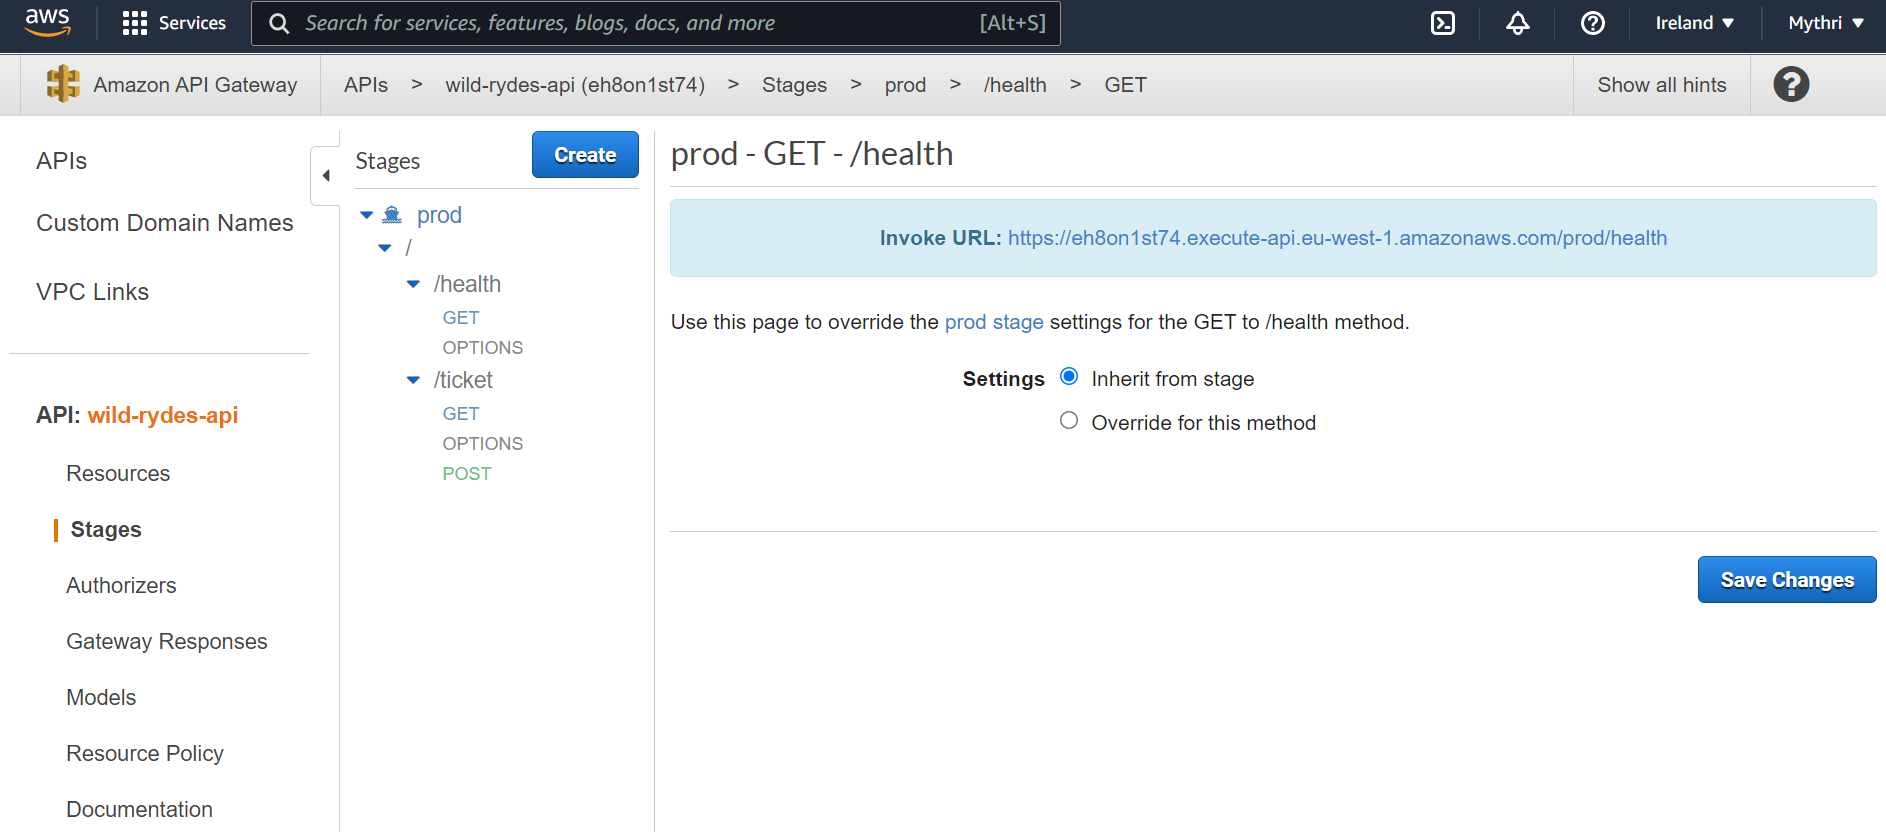 aws
Services
Search for services, features, blogs, docs, and more [Alt+S]
Ireland
Mythri
Amazon API Gateway
APIs > wild-rydes-api (eh8on1st74) > Stages > prod > /health > GET
Show all hints
?
APIs
Custom Domain Names
VPC Links
API: wild-rydes-api
Resources
Stages
Authorizers
Gateway Responses
Models
Resource Policy
Documentation
Stages
Create
prod
/
/health
GET
OPTIONS
/ticket
GET
OPTIONS
POST
prod - GET - /health
Invoke URL: https://eh8on1st74.execute-api.eu-west-1.amazonaws.com/prod/health
Use this page to override the prod stage settings for the GET to /health method.
Settings
Inherit from stage
Override for this method
Save Changes